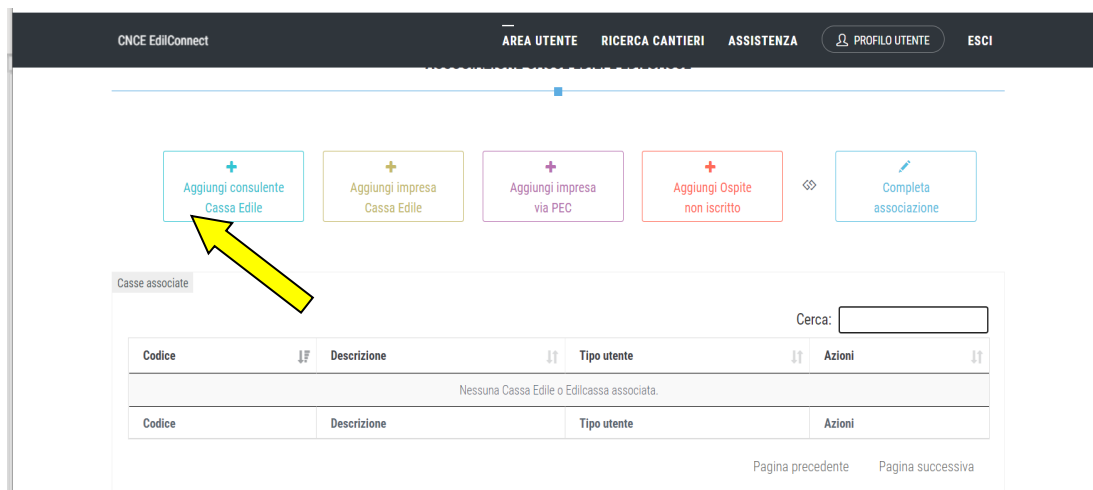 CNCE EdilConnect
AREA UTENTE RICERCA CANTIERI ASSISTENZA PROFILO UTENTE ESCI
Aggiungi consulente
Cassa Edile
Aggiungi impresa
Cassa Edile
Aggiungi impresa
via PEC
Aggiungi Ospite
non iscritto
Completa
associazione
Casse associate
Cerca:
Codice Descrizione Tipo utente Azioni
Nessuna Cassa Edile o Edilcassa associata.
Codice Descrizione Tipo utente Azioni
Pagina precedente Pagina successiva